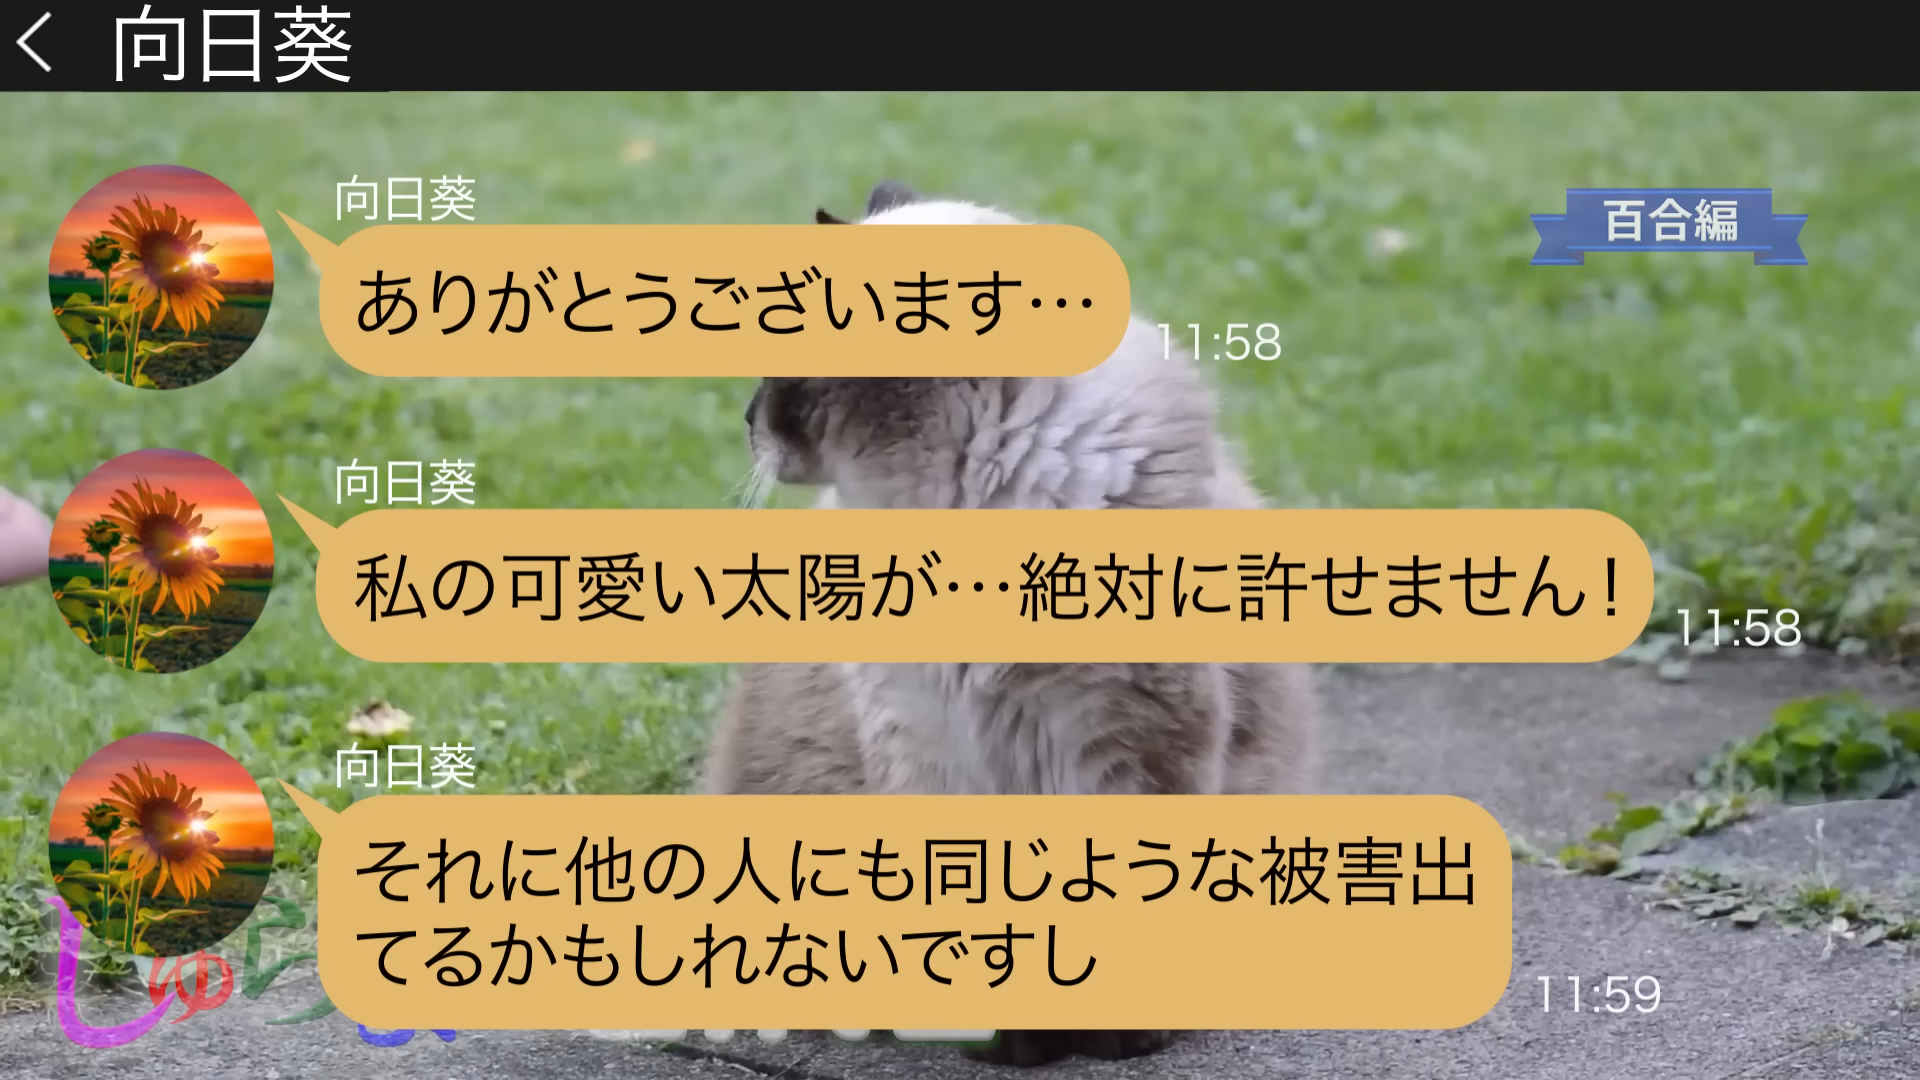 向日葵
向日葵
百合編
ありがとうございます…
11:58
向日葵
私の可愛い太陽が…絶対に許せません!
11:58
向日葵
それに他の人にも同じような被害出
てるかもしれないですし
11:59
しゅら